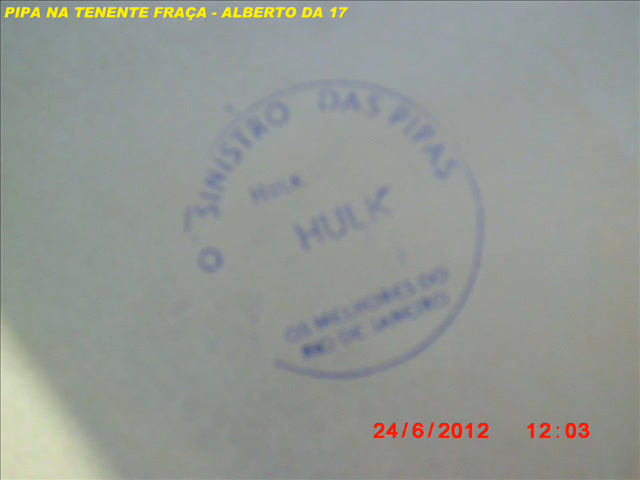 PIPA NA TENENTE FRAÇA - ALBERTO DA 17
O SINISTRO DAS PIPAS
HULK
HULK
OS MELHORES DO
RIO DE JANEIRO
24/6/2012 12:03